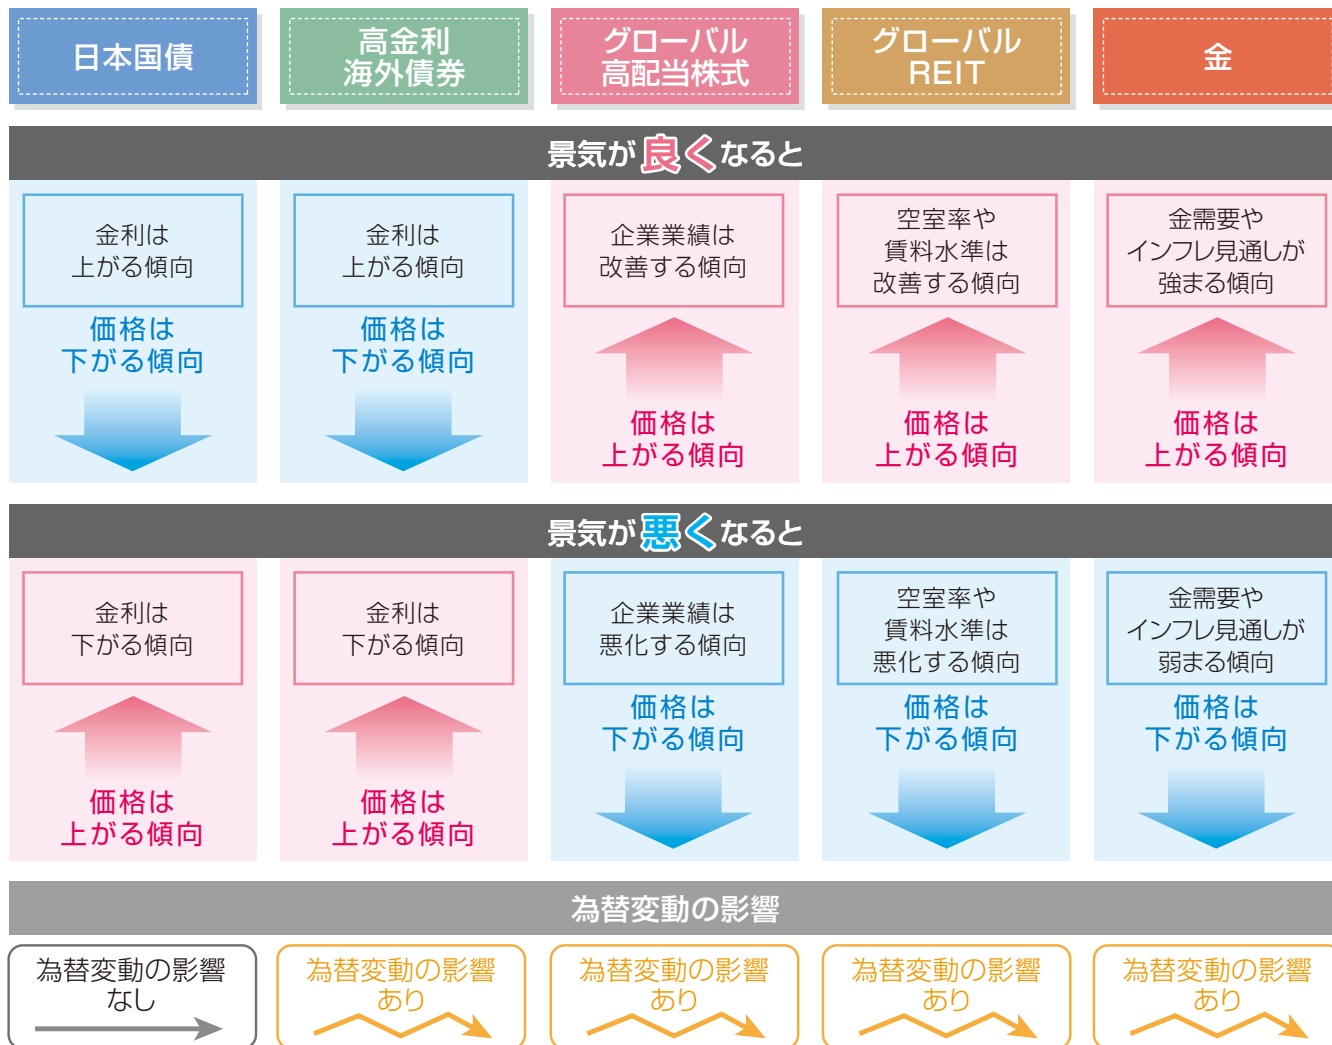 日本国債
高金利
海外債券
グローバル
高配当株式
グローバル
REIT
金
景気が良くなると
金利は
上がる傾向
価格は
下がる傾向
金利は
上がる傾向
価格は
下がる傾向
企業業績は
改善する傾向
価格は
上がる傾向
空室率や
賃料水準は
改善する傾向
価格は
上がる傾向
金需要や
インフレ見通しが
強まる傾向
価格は
上がる傾向
景気が悪くなると
金利は
下がる傾向
価格は
上がる傾向
金利は
下がる傾向
価格は
上がる傾向
企業業績は
悪化する傾向
価格は
下がる傾向
空室率や
賃料水準は
悪化する傾向
価格は
下がる傾向
金需要や
インフレ見通しが
弱まる傾向
価格は
下がる傾向
為替変動の影響
為替変動の影響
なし
為替変動の影響
あり
為替変動の影響
あり
為替変動の影響
あり
為替変動の影響
あり